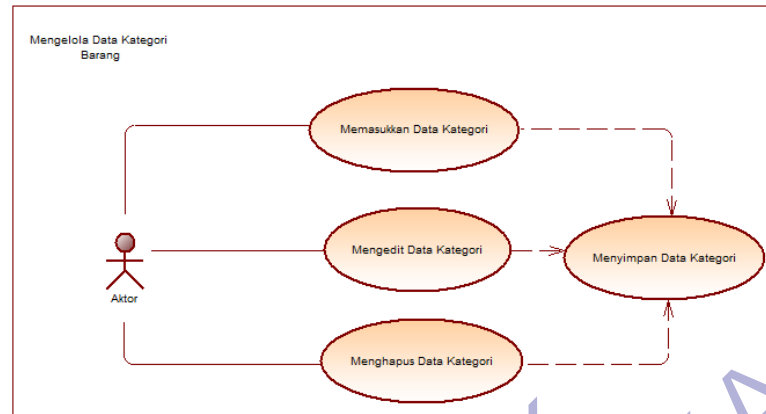 Mengelola Data Kategori
Barang
Memasukkan Data Kategori
Mengedit Data Kategori
Menyimpan Data Kategori
Aktor
Menghapus Data Kategori